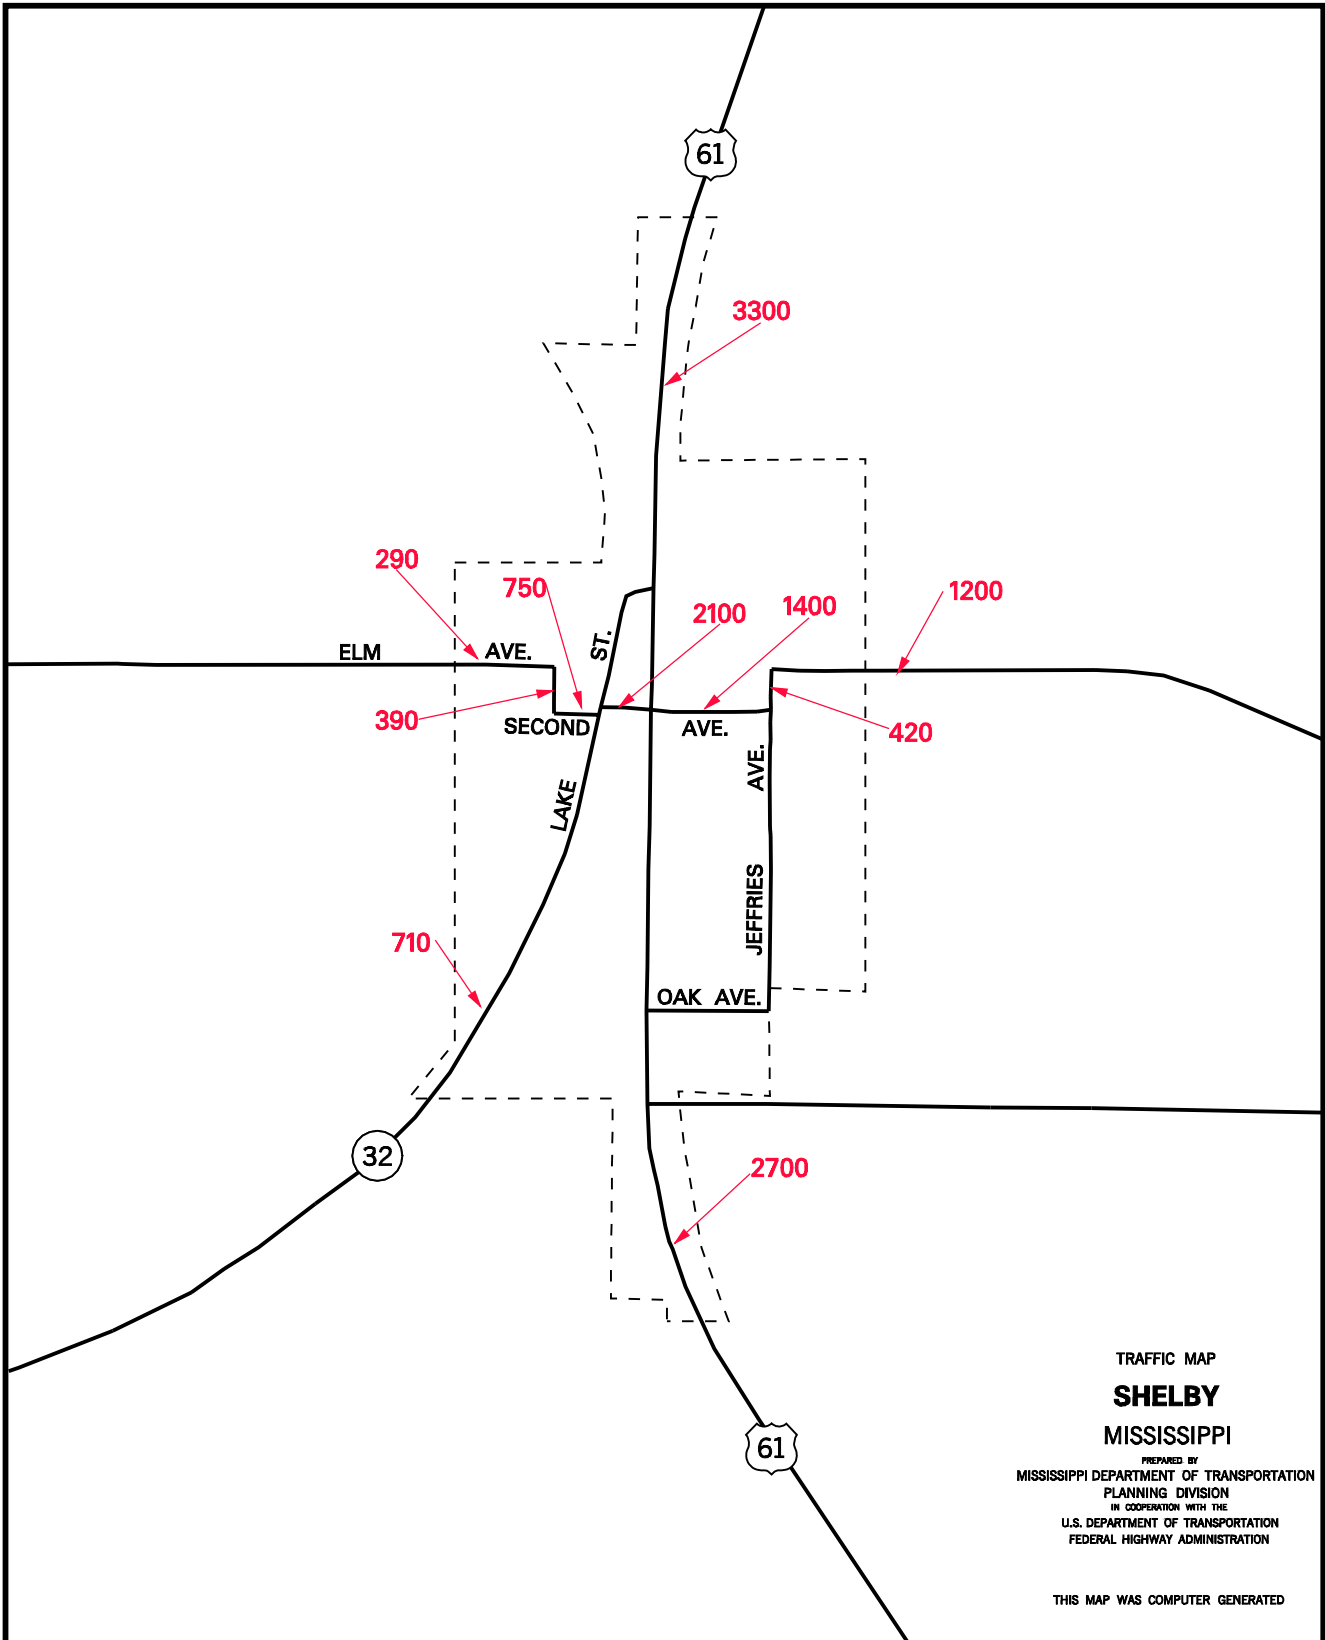 61
3300
290
750
2100
1400
1200
ELM AVE.
ST.
390
SECOND AVE.
420
AVE.
LAKE
JEFFRIES
710
OAK AVE.
32
2700
61
TRAFFIC MAP
SHELBY
MISSISSIPPI
PREPARED BY
MISSISSIPPI DEPARTMENT OF TRANSPORTATION
PLANNING DIVISION
IN COOPERATION WITH THE
U.S. DEPARTMENT OF TRANSPORTATION
FEDERAL HIGHWAY ADMINISTRATION
THIS MAP WAS COMPUTER GENERATED